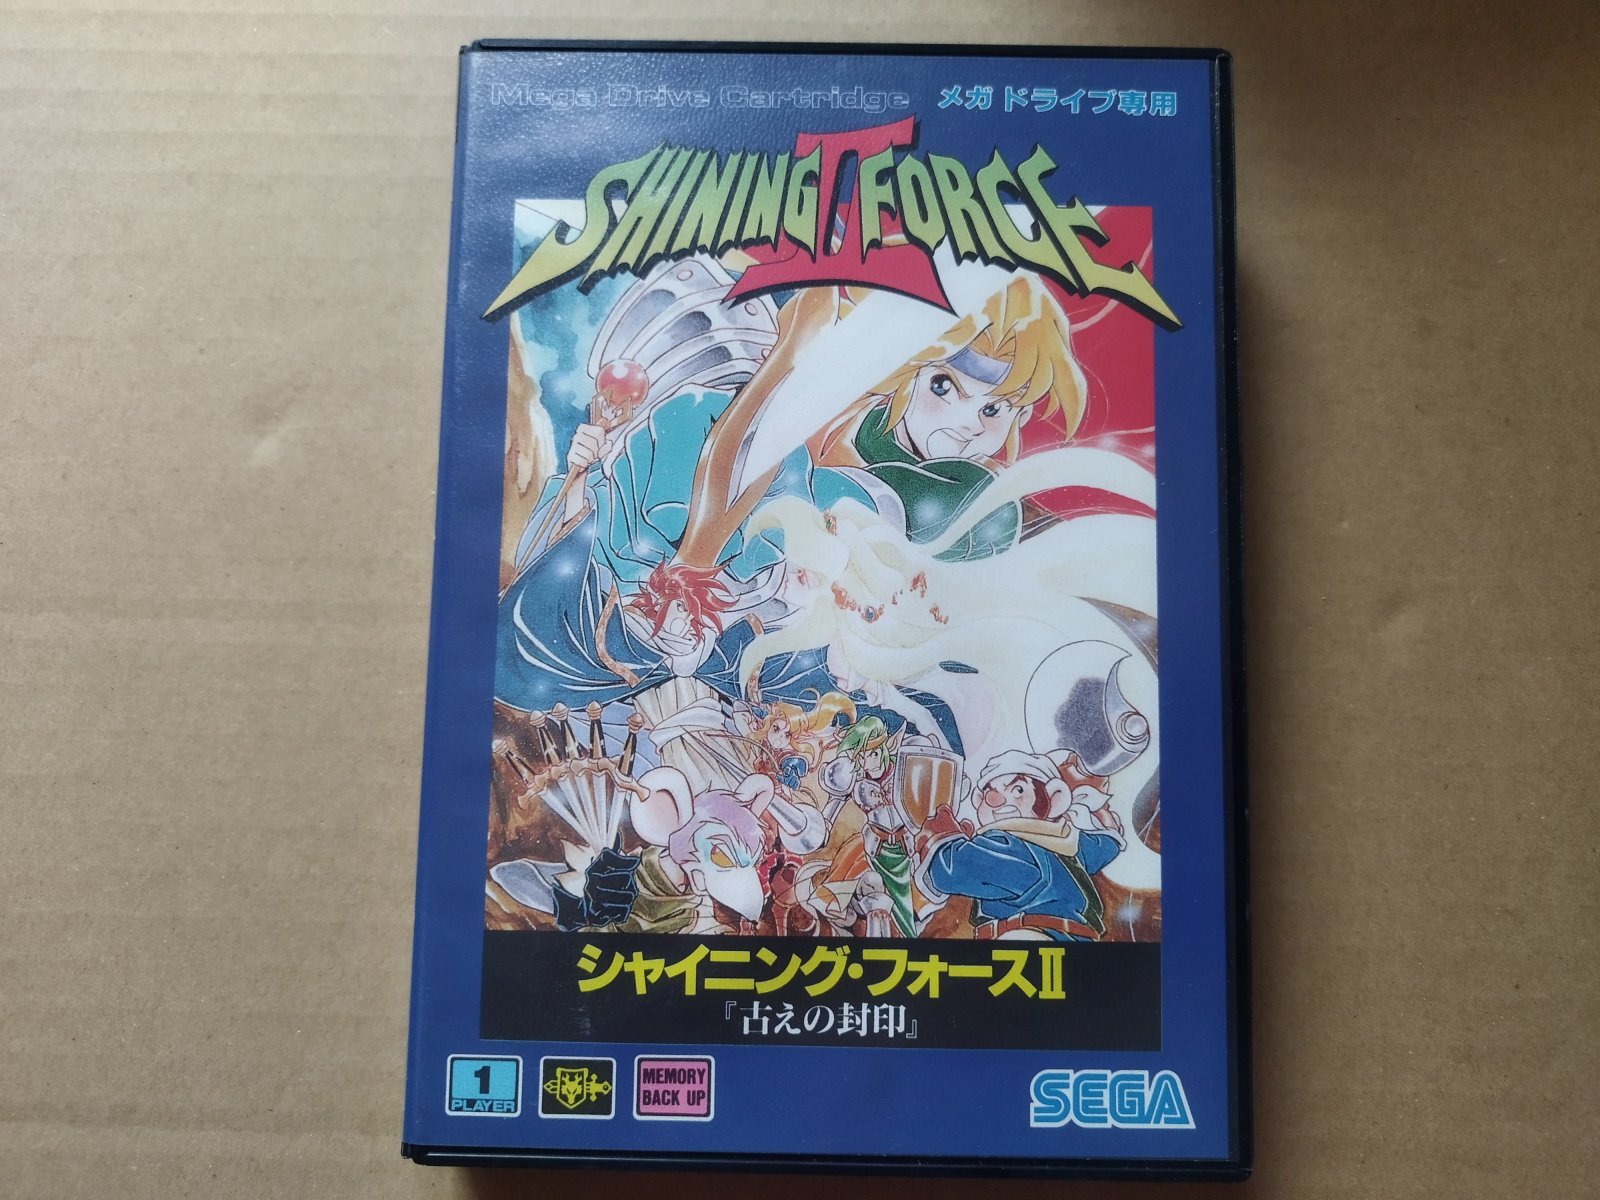 Mega Drive Cartridge メガドライブ専用
SHINING II FORCE
シャイニング・フォースⅡ
『古えの封印』
1
PLAYER
MEMORY
BACK UP
SEGA